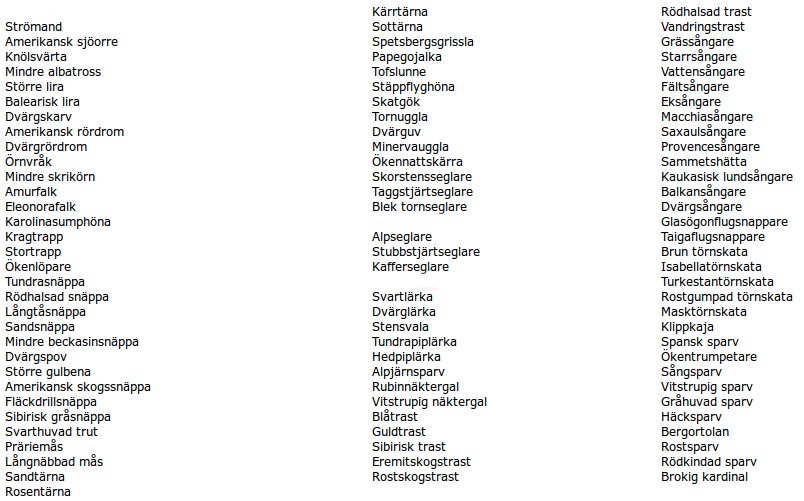 Strömand
Amerikansk sjöorre
Knölsvärta
Mindre albatross
Större lira
Balearisk lira
Dvärgskarv
Amerikansk rördrom
Dvärgrördrom
Örnvråk
Mindre skrikörn
Amurfalk
Eleonorafalk
Karolinasumphöna
Kragtrapp
Stortrapp
Ökenlöpare
Tundrasnäppa
Rödhalsad snäppa
Långtåsnäppa
Sandsnäppa
Mindre beckasinsnäppa
Dvärgspov
Större gulbena
Amerikansk skogssnäppa
Fläckdrillsnäppa
Sibirisk gråsnäppa
Svarthuvad trut
Präriemås
Långnäbbad mås
Sandtärna
Rosentärna
Kärrtärna
Sottärna
Spetsbergsgrissla
Papegojalka
Tofslunne
Stäppflyghöna
Skatgök
Tornuggla
Dvärguv
Minervauggla
Ökennattskärra
Skorstensseglare
Taggstjärtseglare
Blek tornseglare
Alpseglare
Stubbstjärtseglare
Kafferseglare
Svartlärka
Dvärglärka
Stensvala
Tundrapiplärka
Hedpiplärka
Alpjärnsparv
Rubinnäktergal
Vitstrupig näktergal
Blåtrast
Guldtrast
Sibirisk trast
Eremitskogstrast
Rostskogstrast
Rödhalsad trast
Vandringstrast
Grässångare
Starrsångare
Vattensångare
Fältsångare
Eksångare
Macchiasångare
Saxaulsångare
Provencesångare
Sammetshätta
Kaukasisk lundsångare
Balkansångare
Dvärgsångare
Glasögonflugsnappare
Taigaflugsnappare
Brun törnskata
Isabellatörnskata
Turkestantörnskata
Rostgumpad törnskata
Masktörnskata
Klippkaja
Spansk sparv
Ökentrumpetare
Sångsparv
Vitstrupig sparv
Gråhuvad sparv
Häcksparv
Bergortolan
Rostsparv
Rödkindad sparv
Brokig kardinal